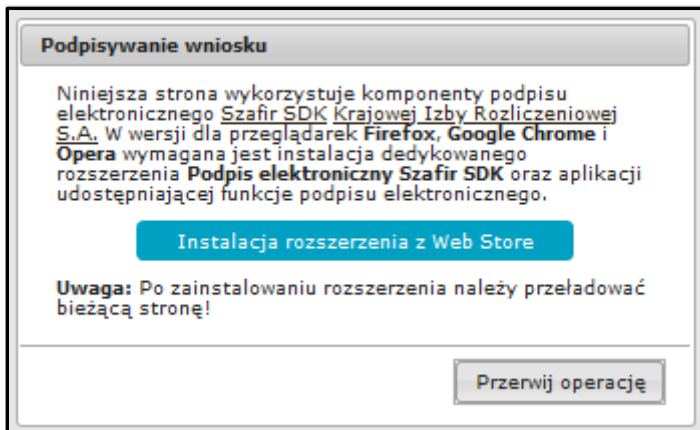 Podpisywanie wniosku
Niniejsza strona wykorzystuje komponenty podpisu
elektronicznego Szafir SDK Krajowej Izby Rozliczeniowej
S.A. W wersji dla przeglądarek Firefox, Google Chrome i
Opera wymagana jest instalacja dedykowanego
rozszerzenia Podpis elektroniczny Szafir SDK oraz aplikacji
udostępniającej funkcje podpisu elektronicznego.
Instalacja rozszerzenia z Web Store
Uwaga: Po zainstalowaniu rozszerzenia należy przeładować
bieżącą stronę!
Przerwij operację